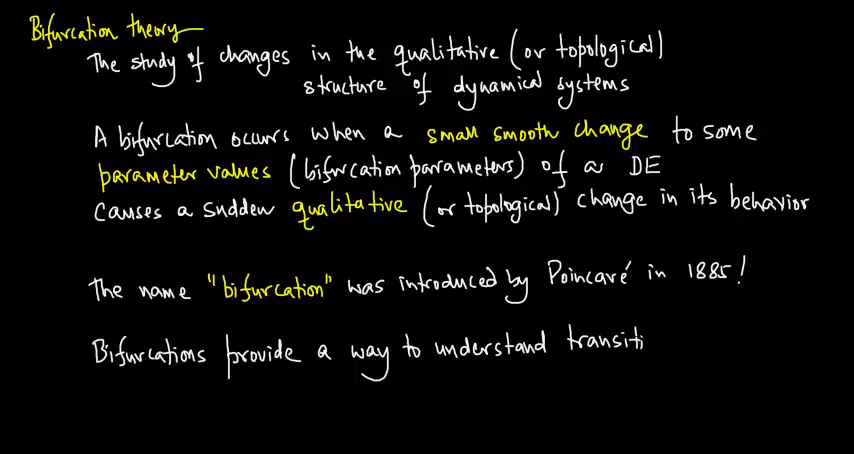 Bifurcation theory
The study of changes in the qualitative (or topological)
structure of dynamical systems
A bifurcation occurs when a small smooth change to some
parameter values (bifurcation parameters) of a DE
causes a sudden qualitative (or topological) change in its behavior
The name "bifurcation" was introduced by Poincaré in 1885!
Bifurcations provide a way to understand transiti